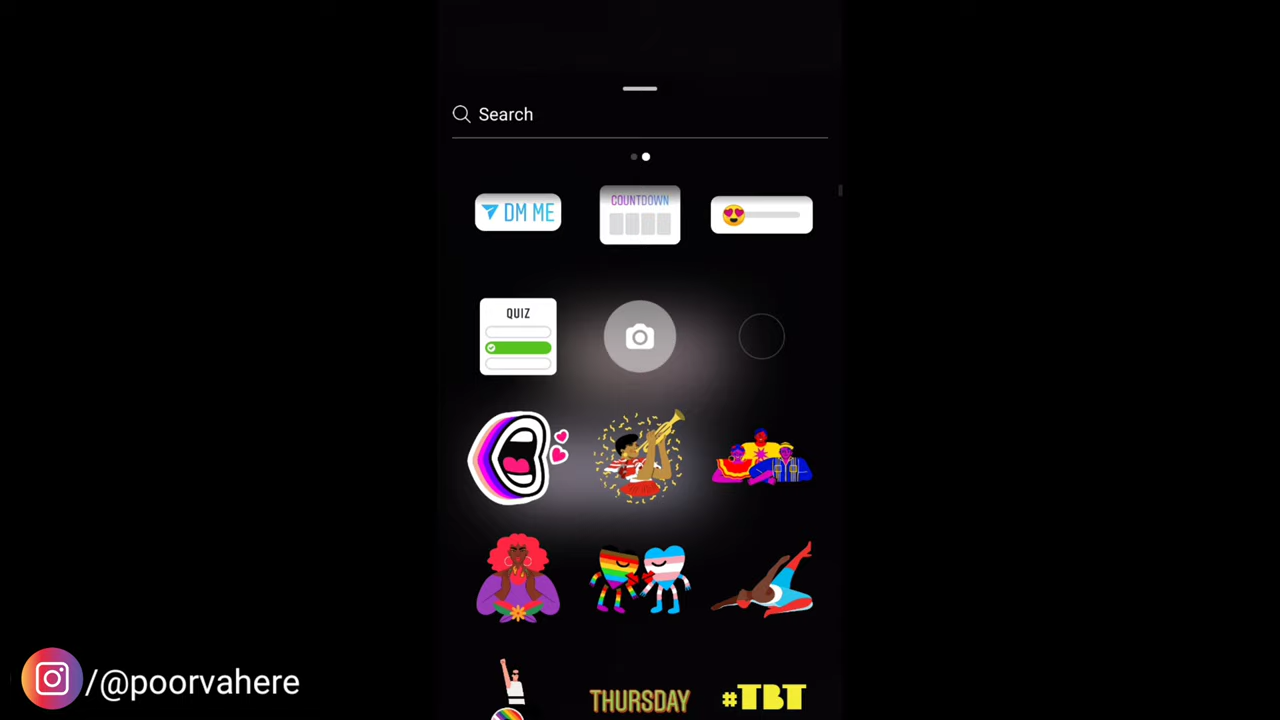 Search
DM ME
COUNTDOWN
QUIZ
THURSDAY
#TBT
/@poorvahere